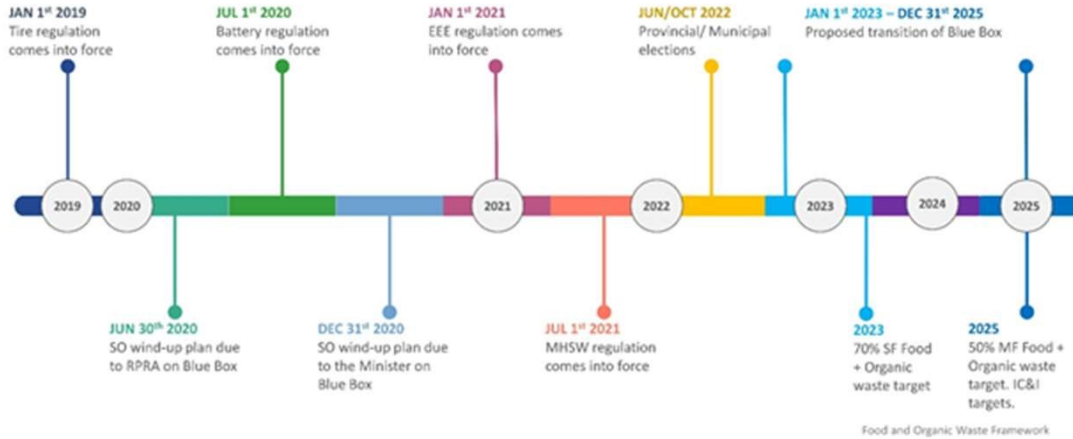 JAN 1st 2019
Tire regulation
comes into force
JUL 1st 2020
Battery regulation
comes into force
JAN 1st 2021
EEE regulation comes
into force
JUN/OCT 2022
Provincial/ Municipal
elections
JAN 1st 2023 – DEC 31st 2025
Proposed transition of Blue Box
2019
2020
2021
2022
2023
2024
2025
JUN 30th 2020
SO wind-up plan due
to RPRA on Blue Box
DEC 31st 2020
SO wind-up plan due
to the Minister on
Blue Box
JUL 1st 2021
MHSW regulation
comes into force
2023
70% SF Food
+ Organic
waste target
2025
50% MF Food +
Organic waste
target. IC&I
targets.
Food and Organic Waste Framework